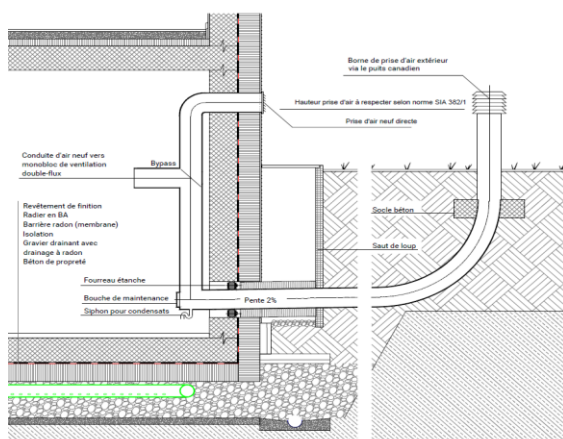 Borne de prise d'air extérieur
via le puits canadien
Hauteur prise d'air à respecter selon norme SIA 382/1
Prise d'air neuf directe
Conduite d'air neuf vers
monobloc de ventilation
double-flux
Bypass
Revêtement de finition
Radier en BA
Barrière radon (membrane)
Isolation
Gravier drainant avec
drainage à radon
Béton de propreté
Socle béton
Saut de loup
Fourreau étanche
Bouche de maintenance
Pente 2%
Siphon pour condensats